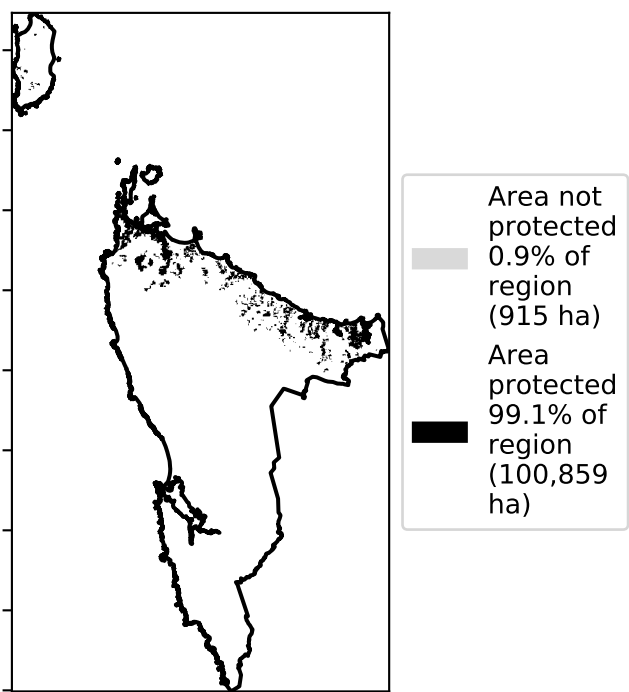 Area not
protected
0.9% of
region
(915 ha)
Area
protected
99.1% of
region
(100,859
ha)